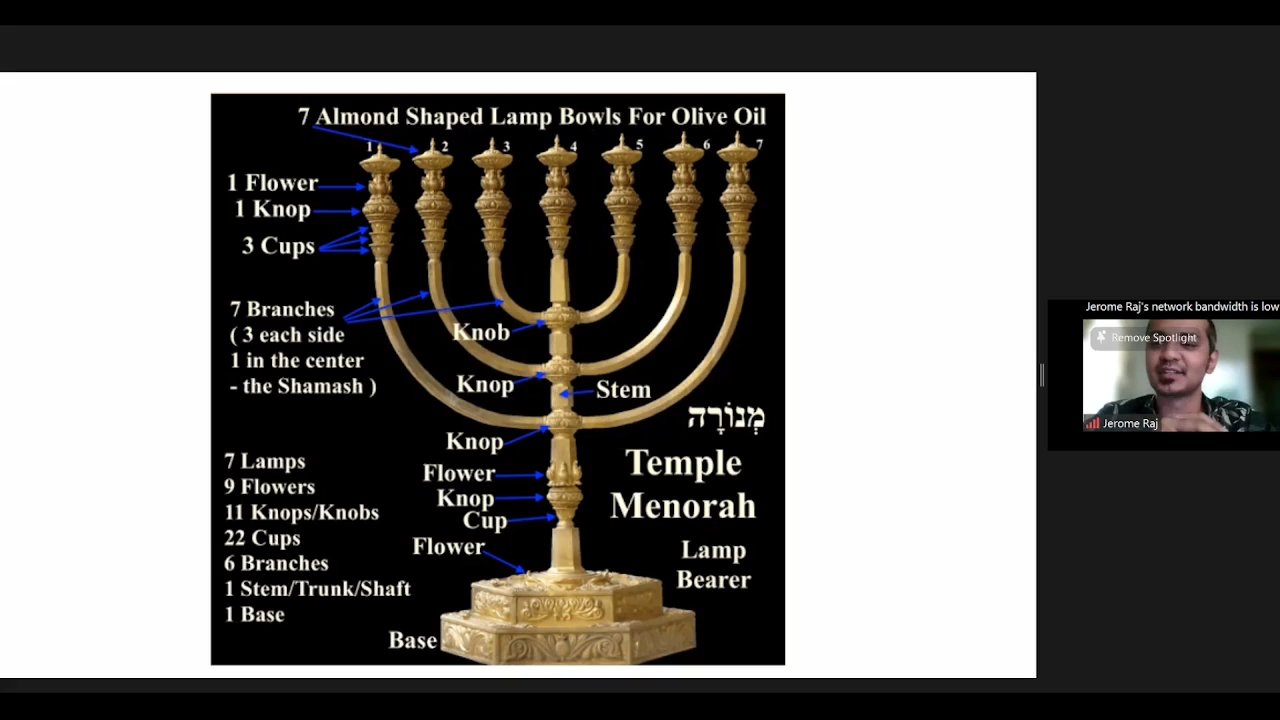 7 Almond Shaped Lamp Bowls For Olive Oil
1 2 3 4 5 6 7
1 Flower
1 Knop
3 Cups
7 Branches
( 3 each side
1 in the center
- the Shamash )
Knob
Knop
Stem
Knop
מְנוֹרָה
Temple
Menorah
Lamp
Bearer
Flower
Knop
Cup
Flower
Base
7 Lamps
9 Flowers
11 Knops/Knobs
22 Cups
6 Branches
1 Stem/Trunk/Shaft
1 Base
Jerome Raj's network bandwidth is low
Remove Spotlight
Jerome Raj